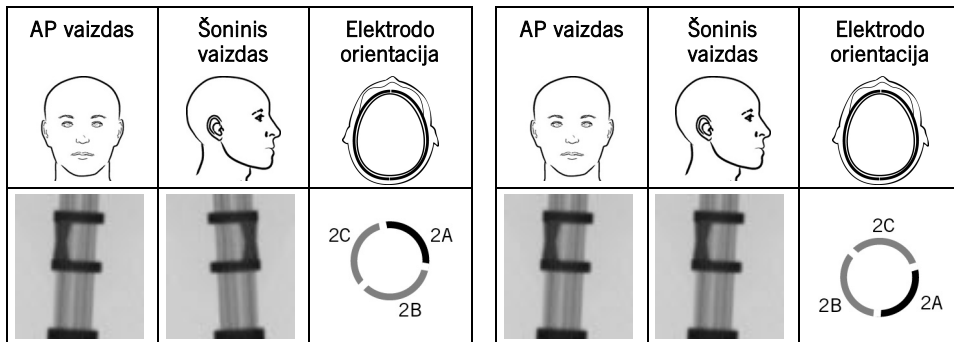 AP vaizdas
Šoninis
vaizdas
Elektrodo
orientacija
2C
2A
2B
AP vaizdas
Šoninis
vaizdas
Elektrodo
orientacija
2C
2B
2A